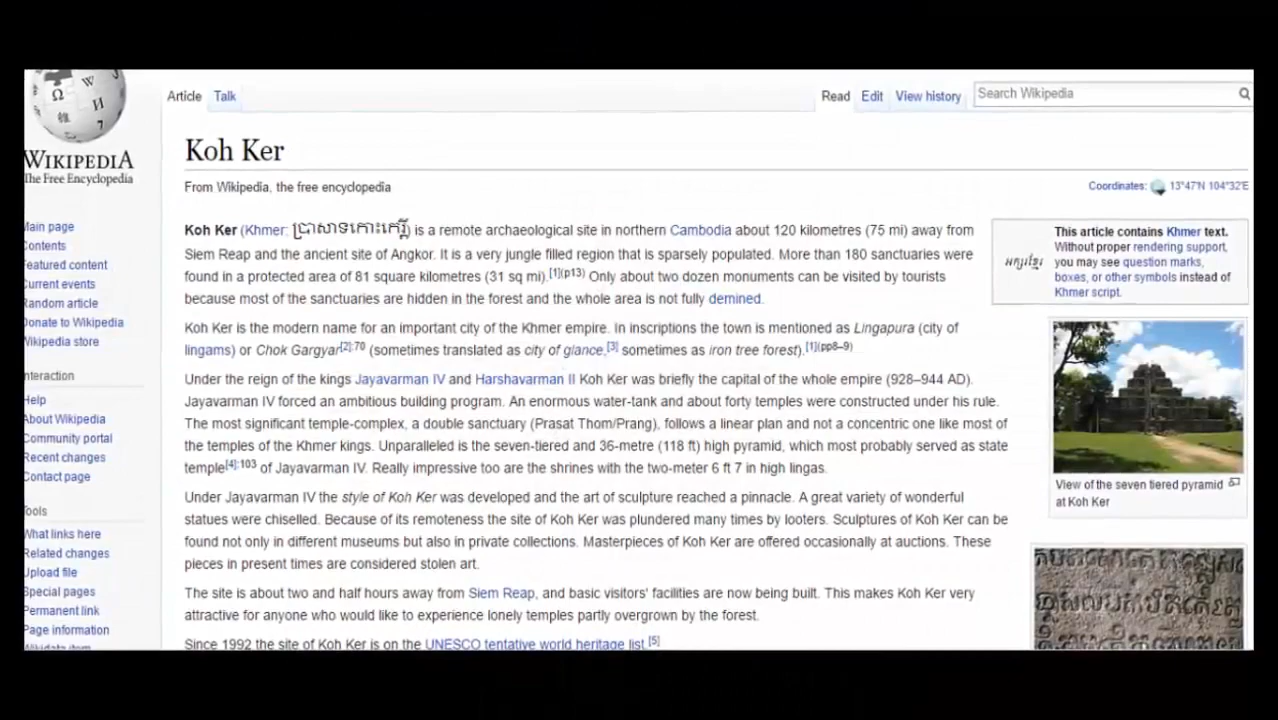 Article Talk Read Edit View history Search Wikipedia
WIKIPEDIA
The Free Encyclopedia
Main page
Contents
Featured content
Current events
Random article
Donate to Wikipedia
Wikipedia store
Interaction
Help
About Wikipedia
Community portal
Recent changes
Contact page
Tools
What links here
Related changes
Upload file
Special pages
Permanent link
Page information
Wikidata item
Koh Ker
From Wikipedia, the free encyclopedia
Coordinates: 13°47′N 104°32′E
Koh Ker (Khmer: ប្រាសាទកោះកេរ្តិ៍) is a remote archaeological site in northern Cambodia about 120 kilometres (75 mi) away from
Siem Reap and the ancient site of Angkor. It is a very jungle filled region that is sparsely populated. More than 180 sanctuaries were
found in a protected area of 81 square kilometres (31 sq mi).[1](p13) Only about two dozen monuments can be visited by tourists
because most of the sanctuaries are hidden in the forest and the whole area is not fully demined.
Koh Ker is the modern name for an important city of the Khmer empire. In inscriptions the town is mentioned as Lingapura (city of
lingams) or Chok Gargyar[2]:70 (sometimes translated as city of glance,[3] sometimes as iron tree forest).[1](pp8–9)
Under the reign of the kings Jayavarman IV and Harshavarman II Koh Ker was briefly the capital of the whole empire (928–944 AD).
Jayavarman IV forced an ambitious building program. An enormous water-tank and about forty temples were constructed under his rule.
The most significant temple-complex, a double sanctuary (Prasat Thom/Prang), follows a linear plan and not a concentric one like most of
the temples of the Khmer kings. Unparalleled is the seven-tiered and 36-metre (118 ft) high pyramid, which most probably served as state
temple[4]:103 of Jayavarman IV. Really impressive too are the shrines with the two-meter 6 ft 7 in high lingas.
Under Jayavarman IV the style of Koh Ker was developed and the art of sculpture reached a pinnacle. A great variety of wonderful
statues were chiselled. Because of its remoteness the site of Koh Ker was plundered many times by looters. Sculptures of Koh Ker can be
found not only in different museums but also in private collections. Masterpieces of Koh Ker are offered occasionally at auctions. These
pieces in present times are considered stolen art.
The site is about two and half hours away from Siem Reap, and basic visitors' facilities are now being built. This makes Koh Ker very
attractive for anyone who would like to experience lonely temples partly overgrown by the forest.
Since 1992 the site of Koh Ker is on the UNESCO tentative world heritage list.[5]
អក្សរខ្មែរ
This article contains Khmer text.
Without proper rendering support,
you may see question marks,
boxes, or other symbols instead of
Khmer script.
View of the seven tiered pyramid
at Koh Ker